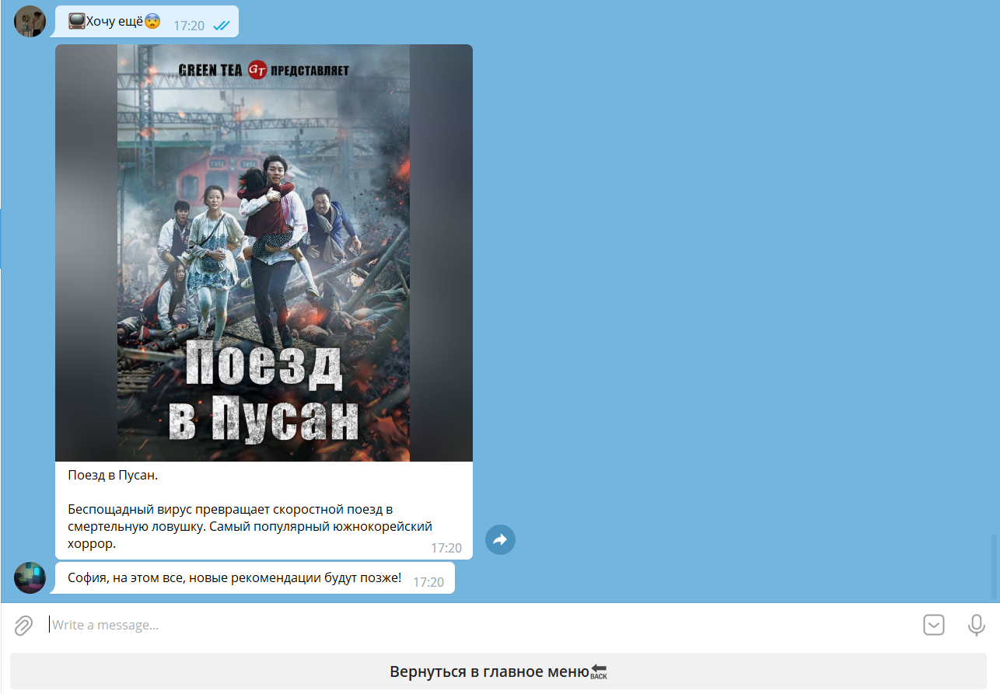 📺Хочу ещё😨 17:20
GREEN TEA GT ПРЕДСТАВЛЯЕТ
Поезд
в Пусан
Поезд в Пусан.
Беспощадный вирус превращает скоростной поезд в
смертельную ловушку. Самый популярный южнокорейский
хоррор.
17:20
София, на этом все, новые рекомендации будут позже! 17:20
Write a message...
Вернуться в главное меню🔙